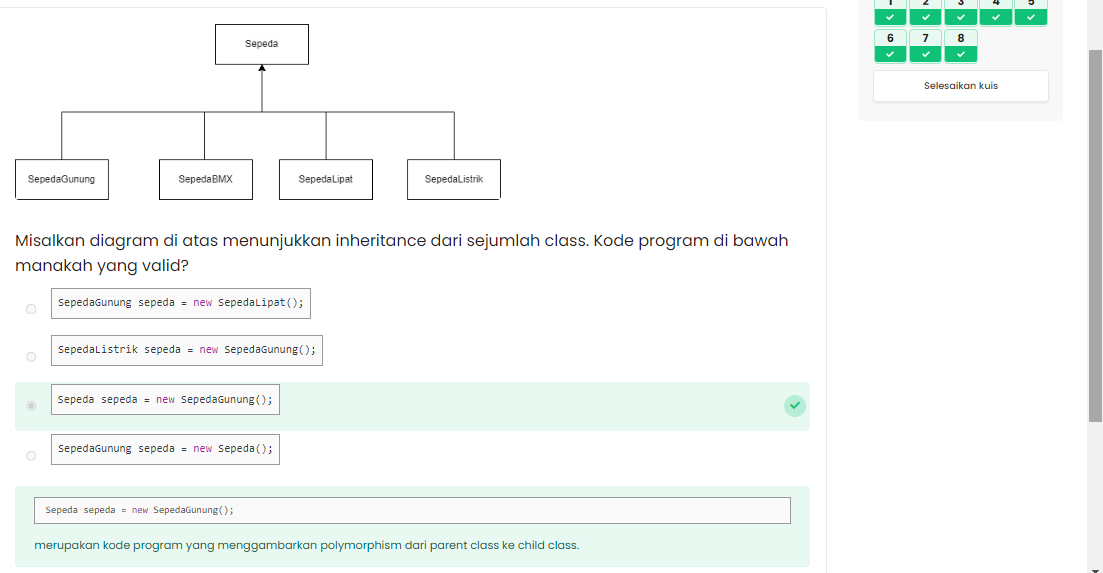 Sepeda
SepedaGunung
SepedaBMX
SepedaLipat
SepedaListrik
Misalkan diagram di atas menunjukkan inheritance dari sejumlah class. Kode program di bawah
manakah yang valid?
SepedaGunung sepeda = new SepedaLipat();
SepedaListrik sepeda = new SepedaGunung();
Sepeda sepeda = new SepedaGunung();
SepedaGunung sepeda = new Sepeda();
Sepeda sepeda = new SepedaGunung();
merupakan kode program yang menggambarkan polymorphism dari parent class ke child class.
1 2 3 4 5
6 7 8
Selesaikan kuis